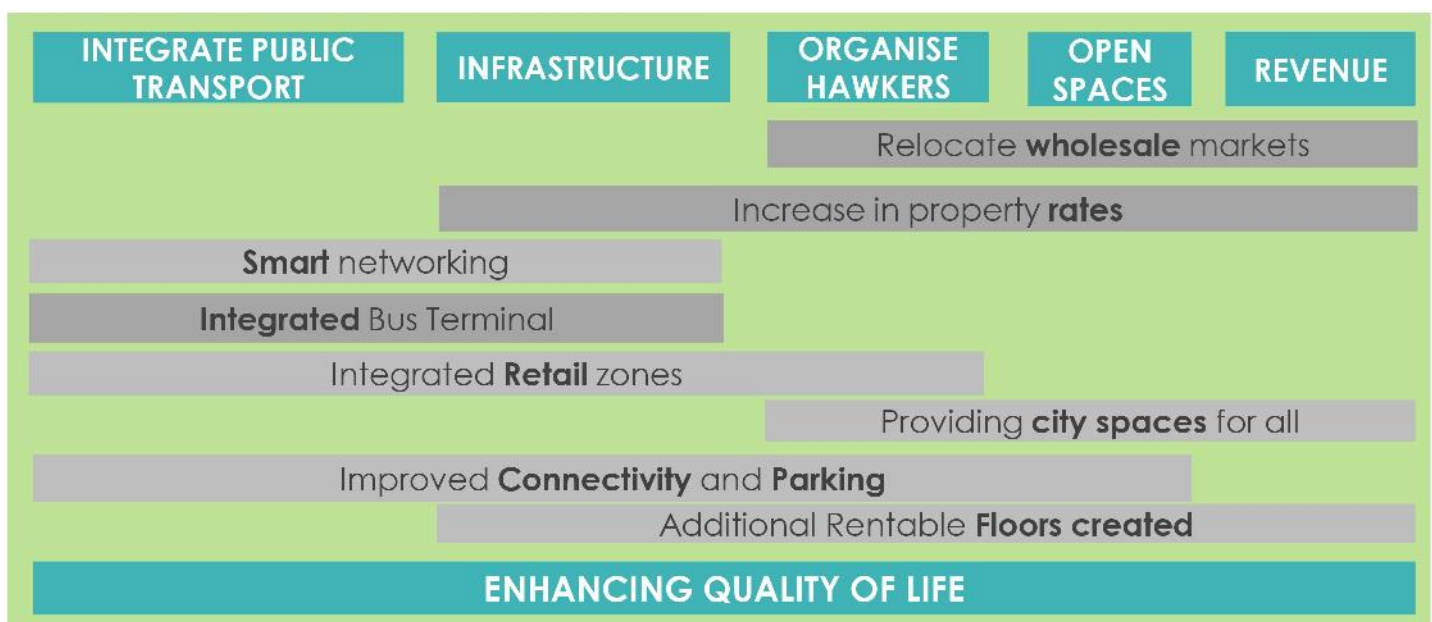 INTEGRATE PUBLIC
TRANSPORT
INFRASTRUCTURE
ORGANISE
HAWKERS
OPEN
SPACES
REVENUE
Relocate wholesale markets
Increase in property rates
Smart networking
Integrated Bus Terminal
Integrated Retail zones
Providing city spaces for all
Improved Connectivity and Parking
Additional Rentable Floors created
ENHANCING QUALITY OF LIFE